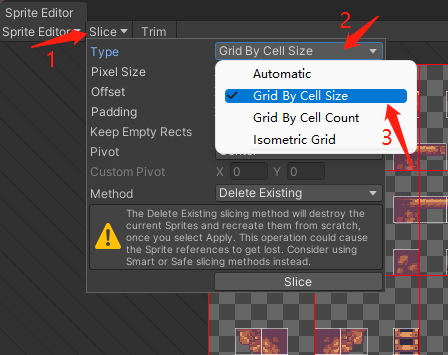 Sprite Editor
Sprite Editor Slice Trim
1
2
Type Grid By Cell Size
Automatic
Pixel Size
Grid By Cell Size
Offset
Grid By Cell Count
Padding
Isometric Grid
3
Keep Empty Rects
Pivot
Custom Pivot X 0 Y 0
Method Delete Existing
The Delete Existing slicing method will destroy the
current Sprites and recreate them from scratch,
once you select Apply. This operation could cause
the Sprite references to get lost. Consider using
Smart or Safe slicing methods instead.
Slice